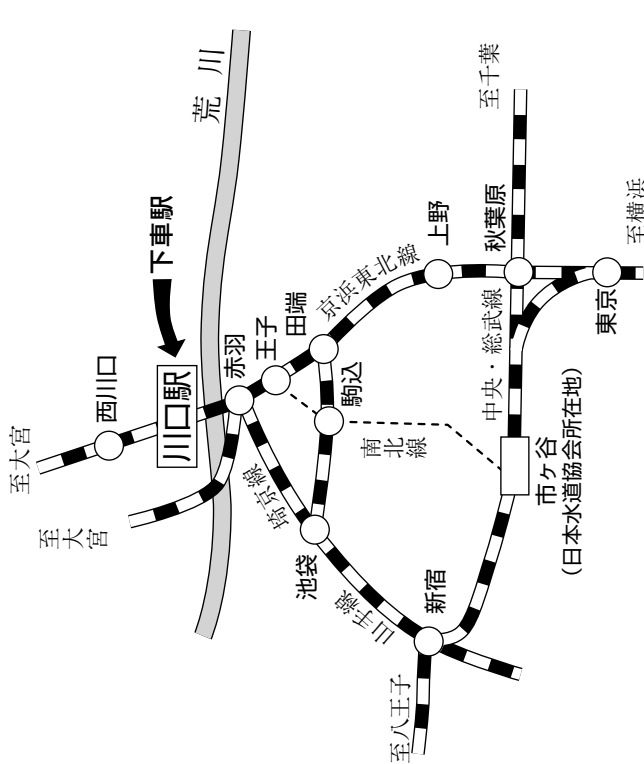 至大宮
西川口
下車駅
荒川
川口駅
至大宮
赤羽
王子
田端
京浜東北線
上野
秋葉原
至千葉
駒込
南北線
埼京線
池袋
山手線
新宿
中央・総武線
東京
至横浜
市ヶ谷
(日本水道協会所在地)
至八王子